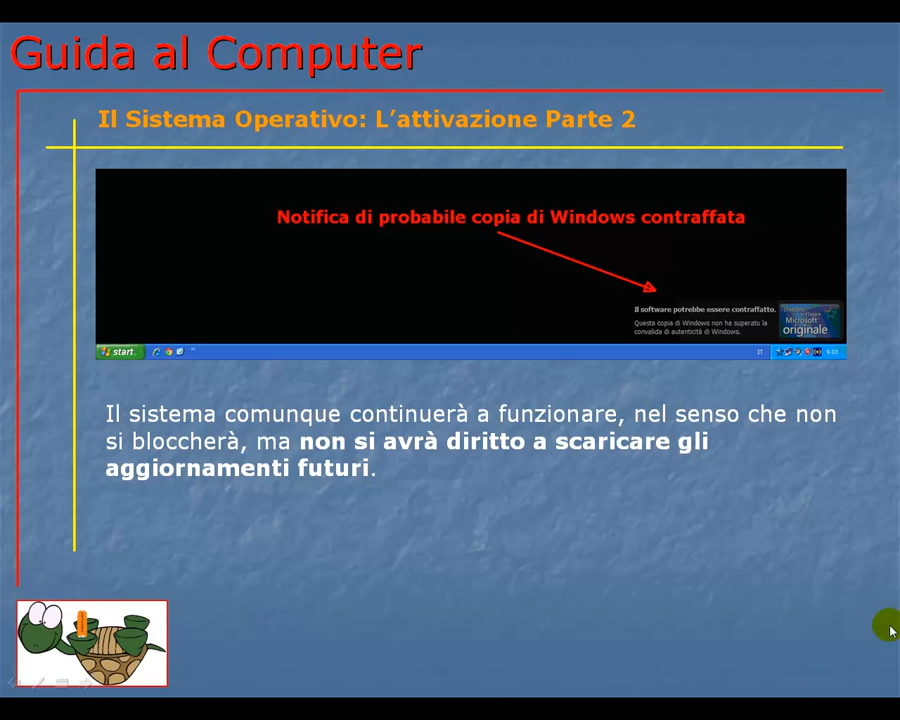 Guida al Computer
Il Sistema Operativo: L’attivazione Parte 2
Notifica di probabile copia di Windows contraffata
Il software potrebbe essere contraffatto.
Questa copia di Windows non ha superato la
convalida di autenticità di Windows.
chiedete
software
Microsoft
originale
start
IT
9.03
Il sistema comunque continuerà a funzionare, nel senso che non
si bloccherà, ma non si avrà diritto a scaricare gli
aggiornamenti futuri.